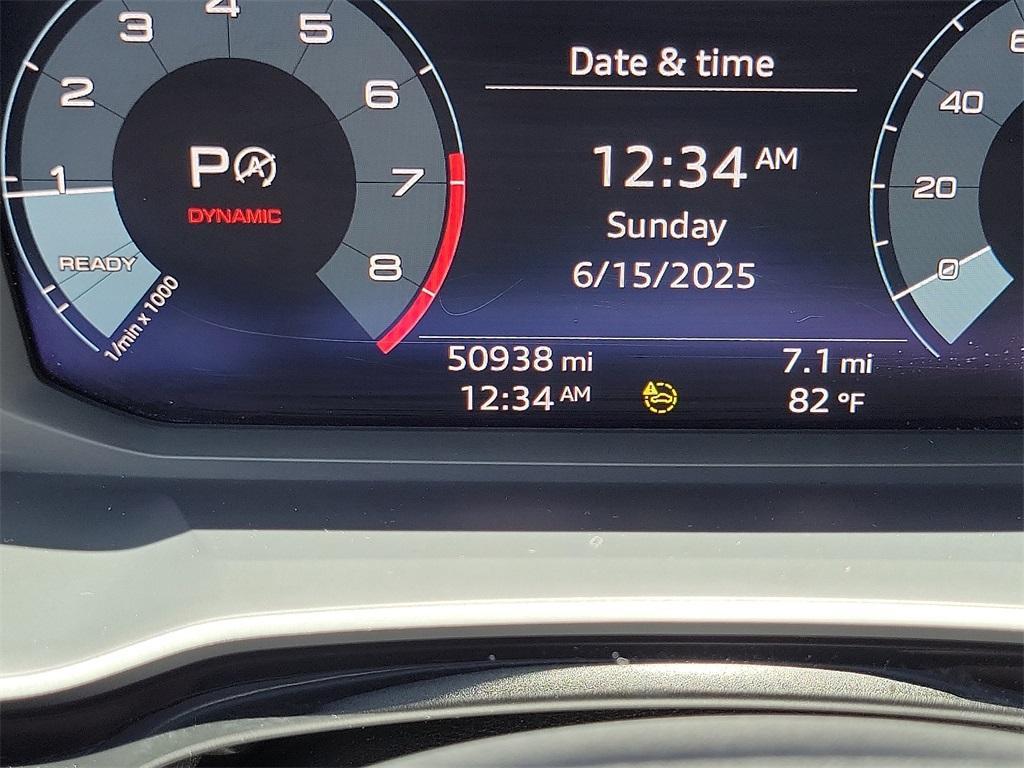 4
3
5
2
6
1
7
8
READY
1/min x 1000
P
A
DYNAMIC
Date & time
12:34 AM
Sunday
6/15/2025
50938 mi
7.1 mi
12:34 AM
82 °F
40
20
0